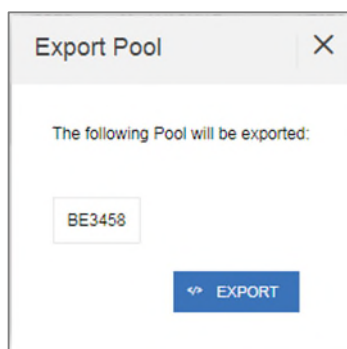 Export Pool
The following Pool will be exported:
BE3458
</> EXPORT